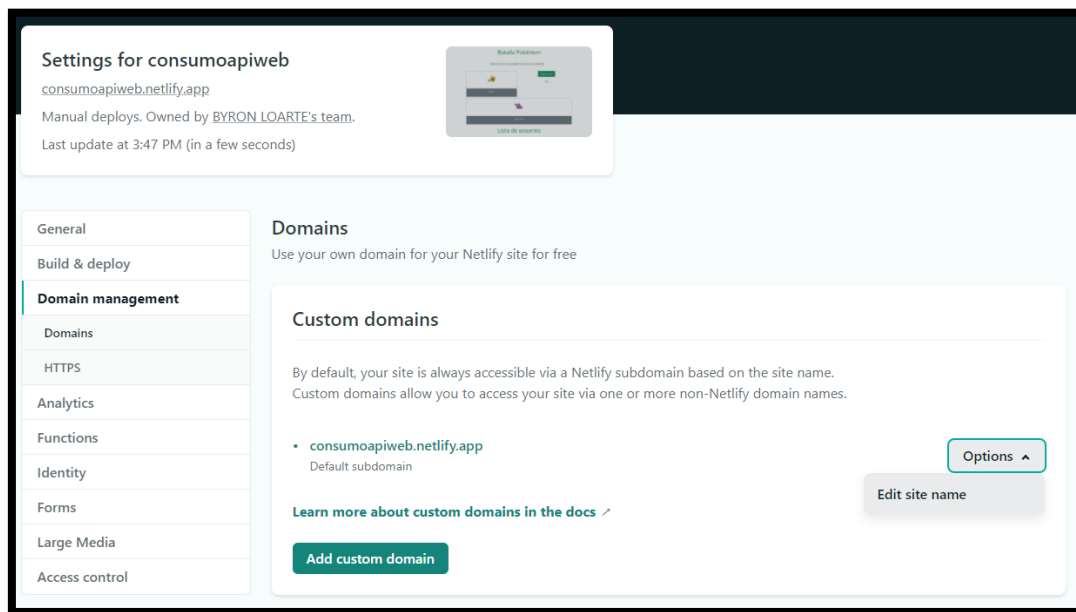 Settings for consumoapiweb
consumoapiweb.netlify.app
Manual deploys. Owned by BYRON LOARTE's team.
Last update at 3:47 PM (in a few seconds)
Batalla Pokémon
Lista de usuarios
General
Build & deploy
Domain management
Domains
HTTPS
Analytics
Functions
Identity
Forms
Large Media
Access control
Domains
Use your own domain for your Netlify site for free
Custom domains
By default, your site is always accessible via a Netlify subdomain based on the site name.
Custom domains allow you to access your site via one or more non-Netlify domain names.
consumoapiweb.netlify.app
Default subdomain
Options
Edit site name
Learn more about custom domains in the docs
Add custom domain